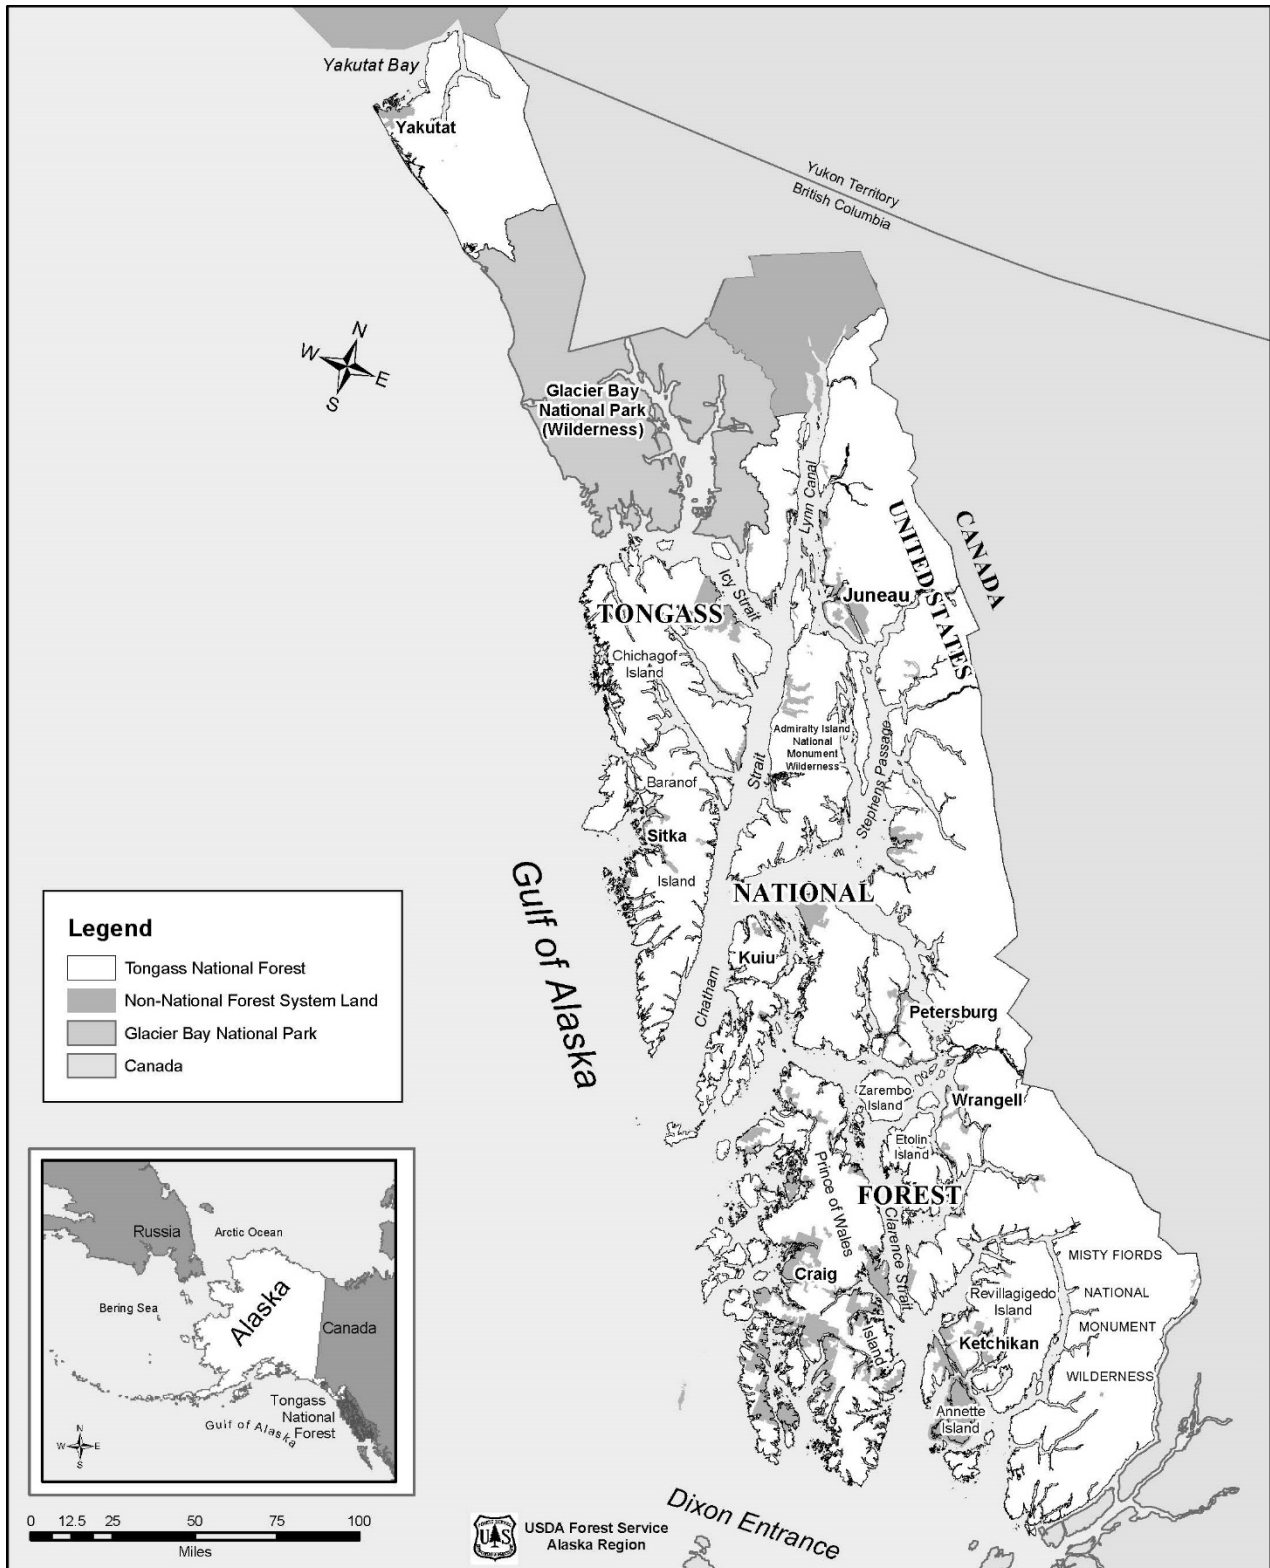 Yakutat Bay
Yakutat
Yukon Territory
British Columbia
N
W
E
S
Glacier Bay
National Park
(Wilderness)
Lynn Canal
UNITED STATES
CANADA
Icy Strait
Juneau
TONGASS
Chichagof
Island
Admiralty Island
National
Monument
Wilderness
Strait
Stephens Passage
Baranof
Sitka
Island
Gulf of Alaska
NATIONAL
Kuiu
Chatham
Petersburg
Zarembo
Island
Wrangell
Etolin
Island
Prince of Wales
FOREST
Clarence Strait
MISTY FIORDS
Craig
Revillagigedo
Island
NATIONAL
Island
Ketchikan
MONUMENT
WILDERNESS
Annette
Island
Dixon Entrance
Legend
Tongass National Forest
Non-National Forest System Land
Glacier Bay National Park
Canada
Russia
Arctic Ocean
Bering Sea
Alaska
Canada
Tongass
National
Forest
Gulf of Alaska
N
W
E
S
0 12.5 25 50 75 100
Miles
FOREST SERVICE
U S
DEPARTMENT OF AGRICULTURE
USDA Forest Service
Alaska Region